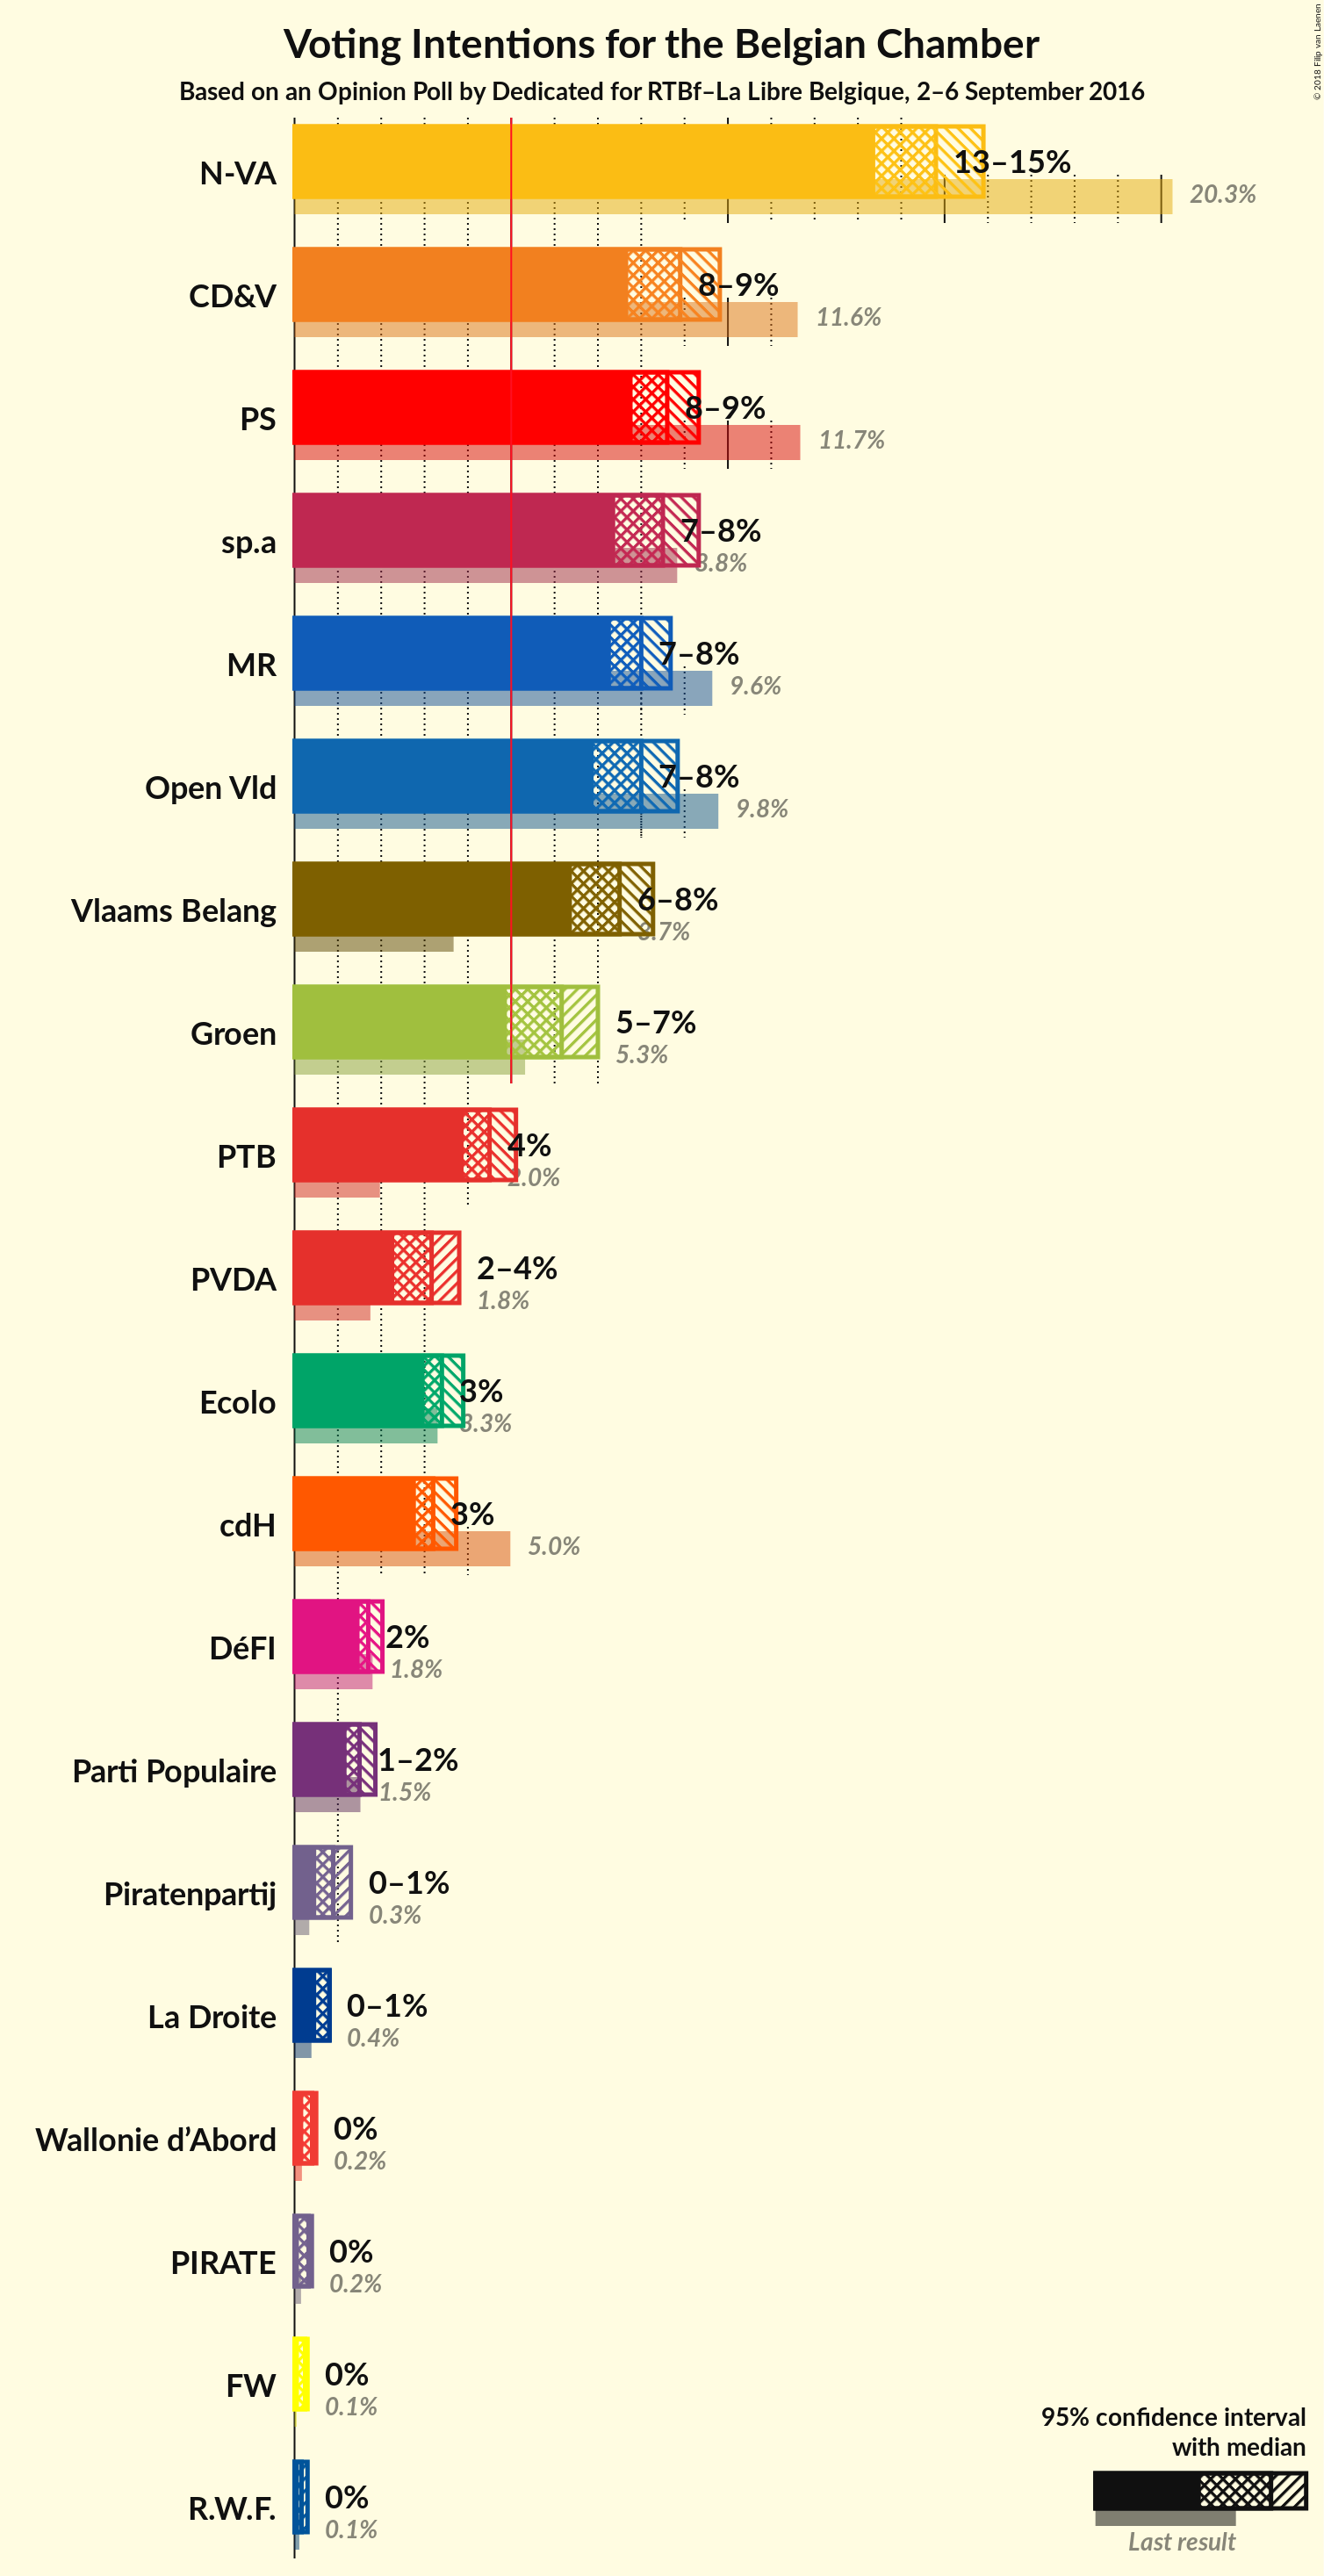 Voting Intentions for the Belgian Chamber
Based on an Opinion Poll by Dedicated for RTBf–La Libre Belgique, 2–6 September 2016
© 2018 Filip van Laenen
N-VA
13–15%
20.3%
CD&V
8–9%
11.6%
PS
8–9%
11.7%
sp.a
7–8%
8.8%
MR
7–8%
9.6%
Open Vld
7–8%
9.8%
Vlaams Belang
6–8%
3.7%
Groen
5–7%
5.3%
PTB
4%
2.0%
PVDA
2–4%
1.8%
Ecolo
3%
3.3%
cdH
3%
5.0%
DéFI
2%
1.8%
Parti Populaire
1–2%
1.5%
Piratenpartij
0–1%
0.3%
La Droite
0–1%
0.4%
Wallonie d’Abord
0%
0.2%
PIRATE
0%
0.2%
FW
0%
0.1%
R.W.F.
0%
0.1%
95% confidence interval
with median
Last result